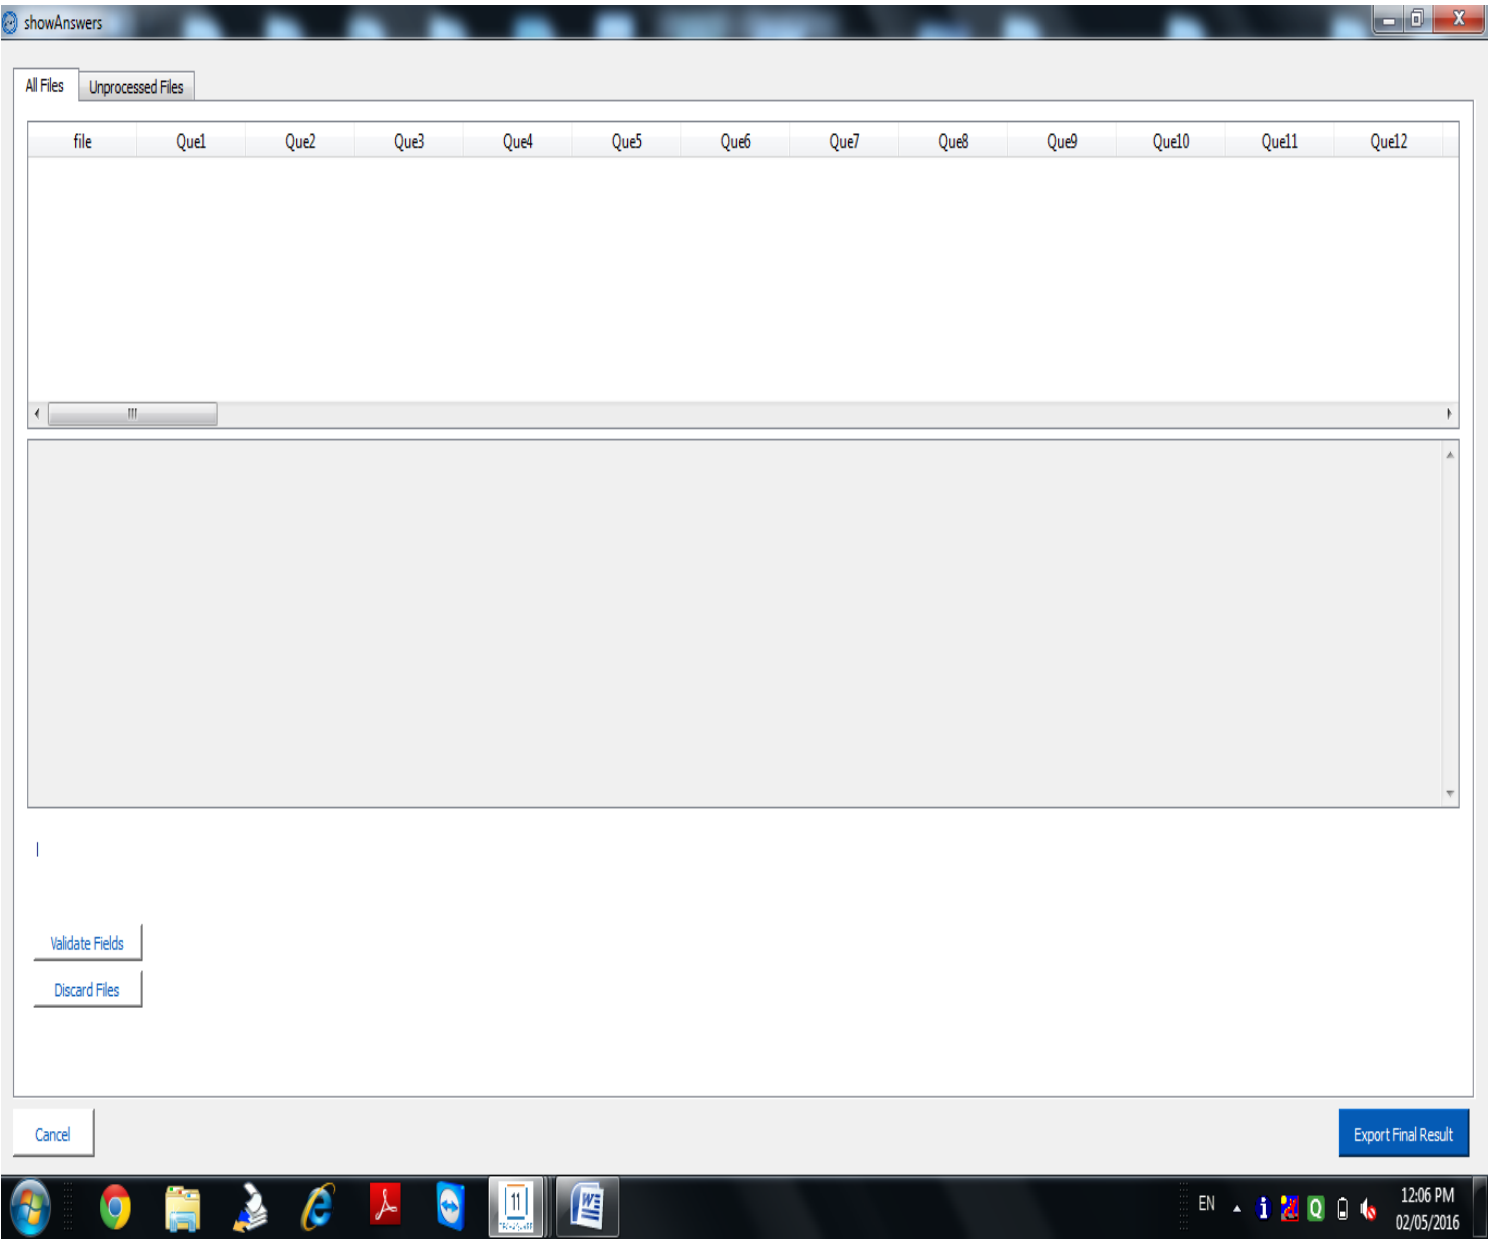 showAnswers
All Files Unprocessed Files
file Que1 Que2 Que3 Que4 Que5 Que6 Que7 Que8 Que9 Que10 Que11 Que12
Validate Fields
Discard Files
Cancel Export Final Result
11
W
EN
Q
12:06 PM
02/05/2016